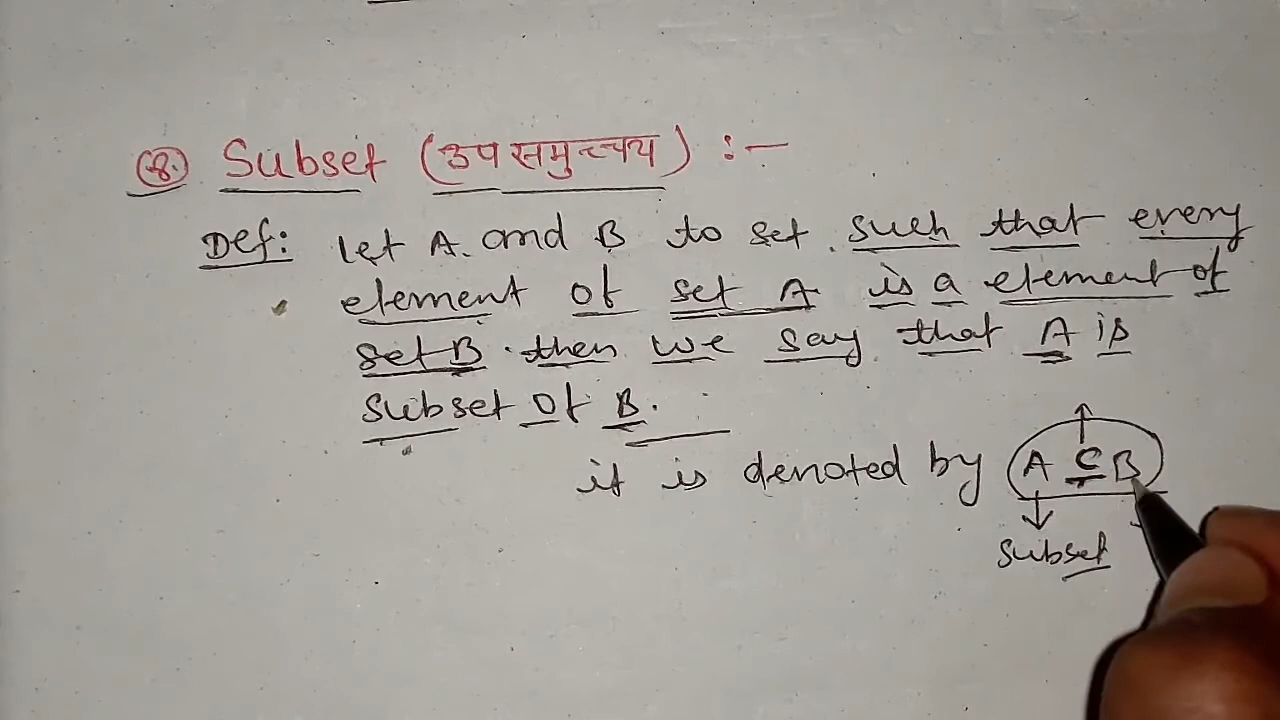 8. Subset (उपसमुच्चय) :-
Def: let A. and B to set such that every
element of set A is a element of
set B. then we say that A is
subset of B.
it is denoted by A ⊆ B
subset